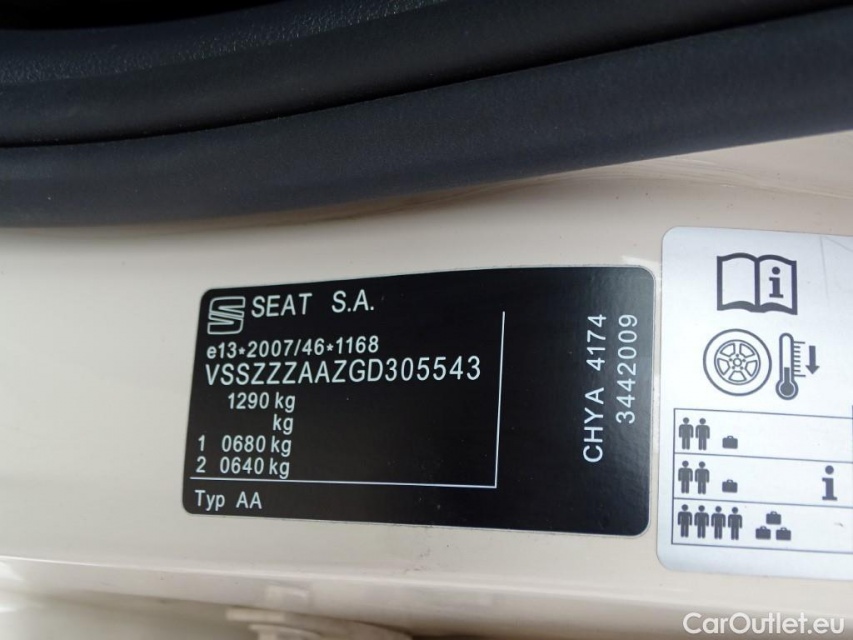 SEAT S.A.
e13*2007/46*1168
VSSZZZAAZGD305543
1290 kg
kg
1 0680 kg
2 0640 kg
Typ AA
CHYA 4174
3442009
i
i
CarOutlet.eu